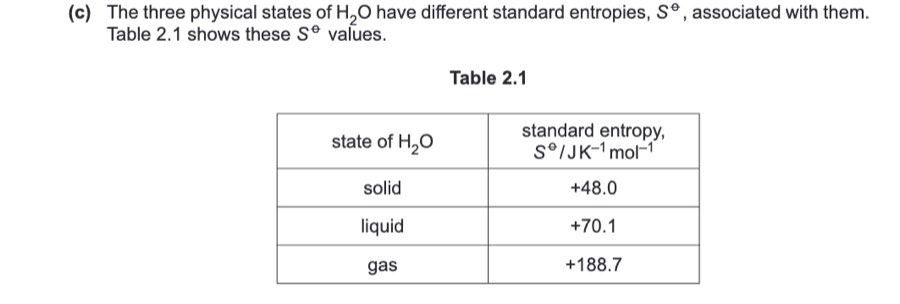 (c) The three physical states of H₂O have different standard entropies, S⦵, associated with them.
Table 2.1 shows these S⦵ values.
Table 2.1
state of H₂O
standard entropy,
S⦵/JK⁻¹mol⁻¹
solid
+48.0
liquid
+70.1
gas
+188.7